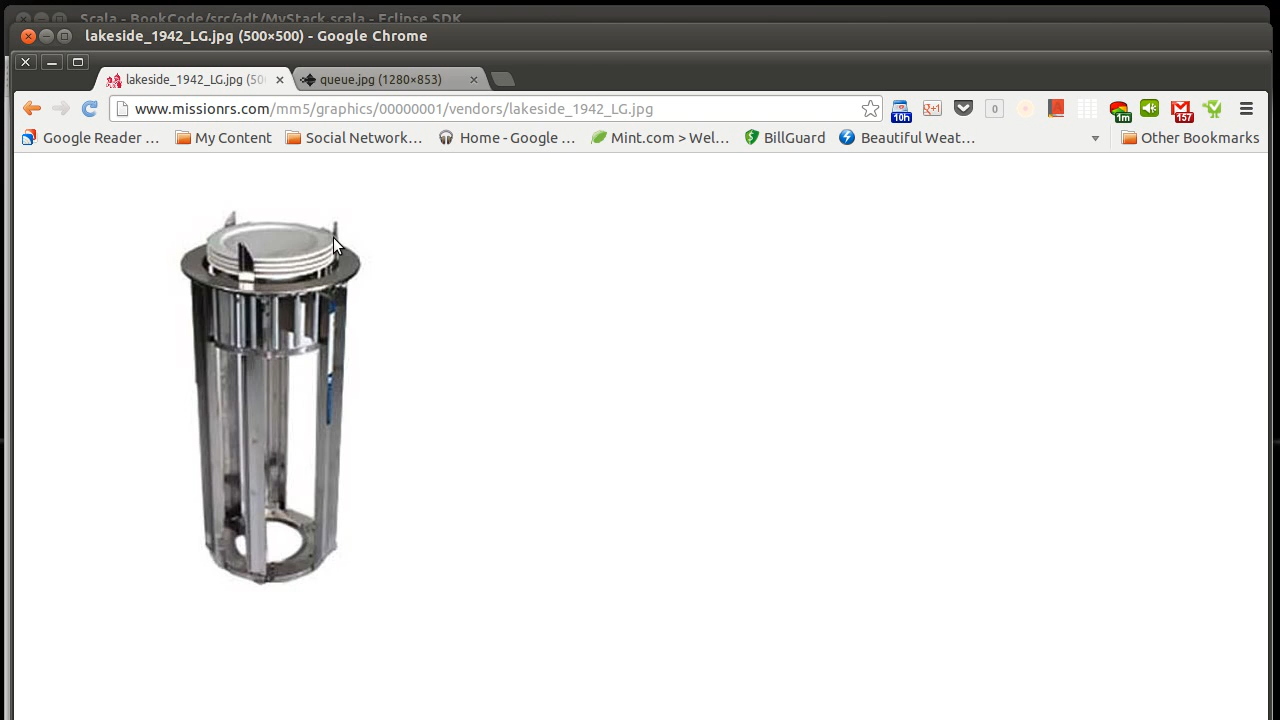 Scala - BookCode/src/adt/MyStack.scala - Eclipse SDK
lakeside_1942_LG.jpg (500×500) - Google Chrome
lakeside_1942_LG.jpg (50
queue.jpg (1280×853)
www.missionrs.com/mm5/graphics/00000001/vendors/lakeside_1942_LG.jpg
10h
g+1
0
1m
157
Google Reader ...
My Content
Social Network...
Home - Google ...
Mint.com > Wel...
BillGuard
Beautiful Weat...
Other Bookmarks